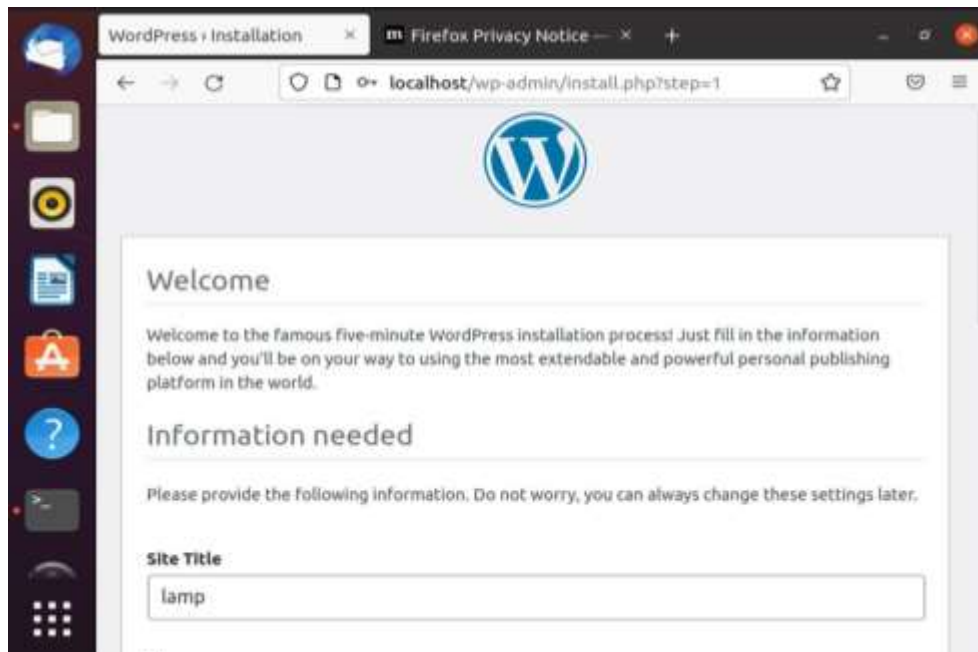 WordPress › Installation
Firefox Privacy Notice —
localhost/wp-admin/install.php?step=1
Welcome
Welcome to the famous five-minute WordPress installation process! Just fill in the information
below and you'll be on your way to using the most extendable and powerful personal publishing
platform in the world.
Information needed
Please provide the following information. Do not worry, you can always change these settings later.
Site Title
lamp